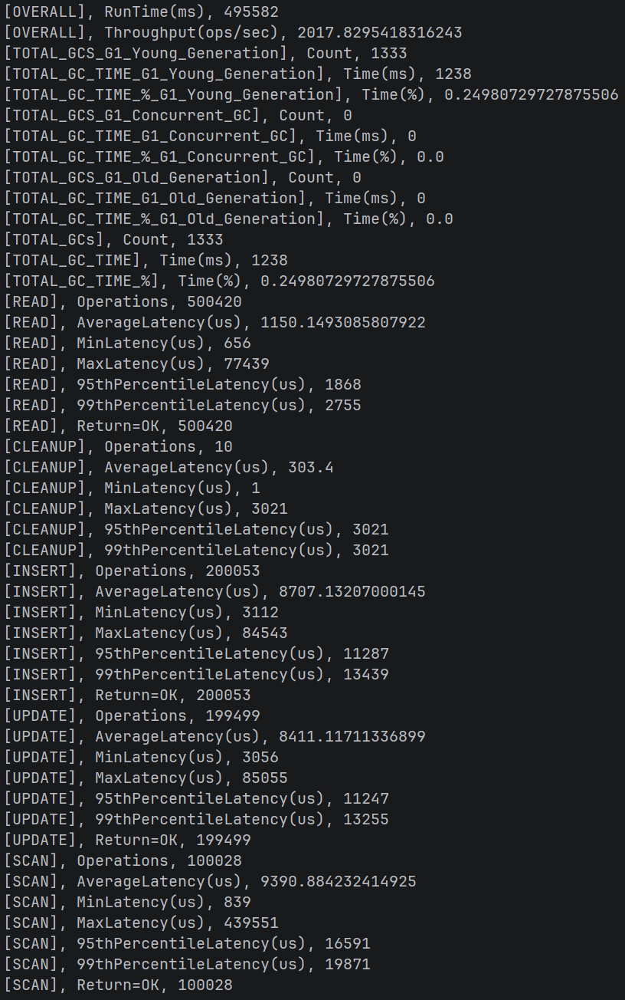 [OVERALL], RunTime(ms), 495582
[OVERALL], Throughput(ops/sec), 2017.8295418316243
[TOTAL_GCS_G1_Young_Generation], Count, 1333
[TOTAL_GC_TIME_G1_Young_Generation], Time(ms), 1238
[TOTAL_GC_TIME_%_G1_Young_Generation], Time(%), 0.24980729727875506
[TOTAL_GCS_G1_Concurrent_GC], Count, 0
[TOTAL_GC_TIME_G1_Concurrent_GC], Time(ms), 0
[TOTAL_GC_TIME_%_G1_Concurrent_GC], Time(%), 0.0
[TOTAL_GCS_G1_Old_Generation], Count, 0
[TOTAL_GC_TIME_G1_Old_Generation], Time(ms), 0
[TOTAL_GC_TIME_%_G1_Old_Generation], Time(%), 0.0
[TOTAL_GCs], Count, 1333
[TOTAL_GC_TIME], Time(ms), 1238
[TOTAL_GC_TIME_%], Time(%), 0.24980729727875506
[READ], Operations, 500420
[READ], AverageLatency(us), 1150.1493085807922
[READ], MinLatency(us), 656
[READ], MaxLatency(us), 77439
[READ], 95thPercentileLatency(us), 1868
[READ], 99thPercentileLatency(us), 2755
[READ], Return=OK, 500420
[CLEANUP], Operations, 10
[CLEANUP], AverageLatency(us), 303.4
[CLEANUP], MinLatency(us), 1
[CLEANUP], MaxLatency(us), 3021
[CLEANUP], 95thPercentileLatency(us), 3021
[CLEANUP], 99thPercentileLatency(us), 3021
[INSERT], Operations, 200053
[INSERT], AverageLatency(us), 8707.13207000145
[INSERT], MinLatency(us), 3112
[INSERT], MaxLatency(us), 84543
[INSERT], 95thPercentileLatency(us), 11287
[INSERT], 99thPercentileLatency(us), 13439
[INSERT], Return=OK, 200053
[UPDATE], Operations, 199499
[UPDATE], AverageLatency(us), 8411.11711336899
[UPDATE], MinLatency(us), 3056
[UPDATE], MaxLatency(us), 85055
[UPDATE], 95thPercentileLatency(us), 11247
[UPDATE], 99thPercentileLatency(us), 13255
[UPDATE], Return=OK, 199499
[SCAN], Operations, 100028
[SCAN], AverageLatency(us), 9390.884232414925
[SCAN], MinLatency(us), 839
[SCAN], MaxLatency(us), 439551
[SCAN], 95thPercentileLatency(us), 16591
[SCAN], 99thPercentileLatency(us), 19871
[SCAN], Return=OK, 100028